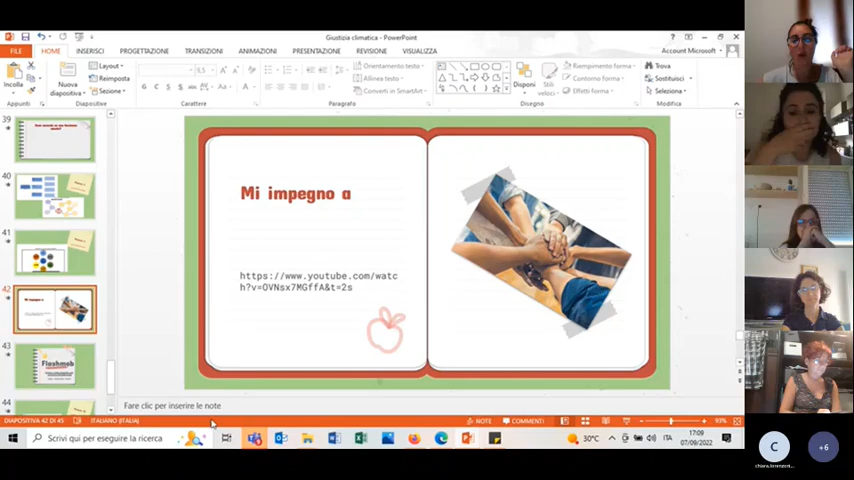 Giustizia climatica - PowerPoint
FILE HOME INSERISCI PROGETTAZIONE TRANSIZIONI ANIMAZIONI PRESENTAZIONE REVISIONE VISUALIZZA Account Microsoft
Incolla
Appunti
Nuova
diapositiva
Layout
Reimposta
Sezione
Diapositive
Carattere
Orientamento testo
Allinea testo
Converti in SmartArt
Paragrafo
Disponi
Stili
veloci
Riempimento forma
Contorno forma
Effetti forma
Disegno
Trova
Sostituisci
Seleziona
Modifica
39
40
41
42
43
Flashmob
44
Mi impegno a
https://www.youtube.com/watc
h?v=OVNsx7MGffA&t=2s
Fare clic per inserire le note
DIAPOSITIVA 42 DI 45 ITALIANO (ITALIA) NOTE COMMENTI 93%
Scrivi qui per eseguire la ricerca
30°C
ITA
17:09
07/09/2022
C
+6